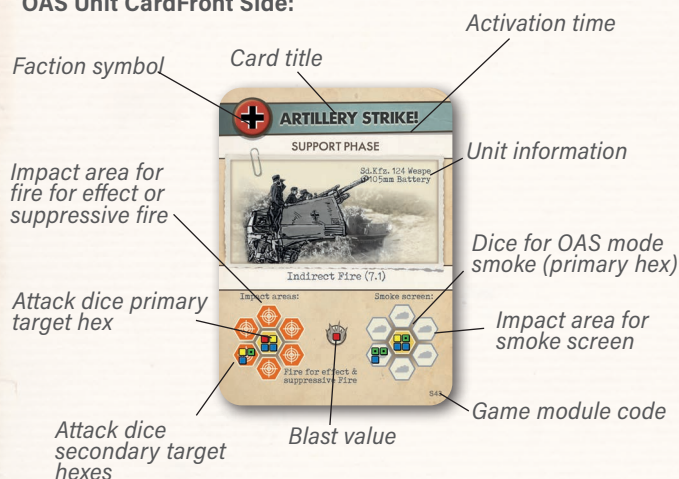 OAS Unit CardFront Side:
Activation time
Faction symbol
Card title
ARTILLERY STRIKE!
SUPPORT PHASE
Sd.Kfz. 124 Wespe
105mm Battery
Unit information
Impact area for
fire for effect or
suppressive fire
Indirect Fire (7.1)
Dice for OAS mode
smoke (primary hex)
Impact areas:
Smoke screen:
Attack dice primary
target hex
Impact area for
smoke screen
Fire for effect &
suppressive Fire
Game module code
Blast value
Attack dice
secondary target
hexes